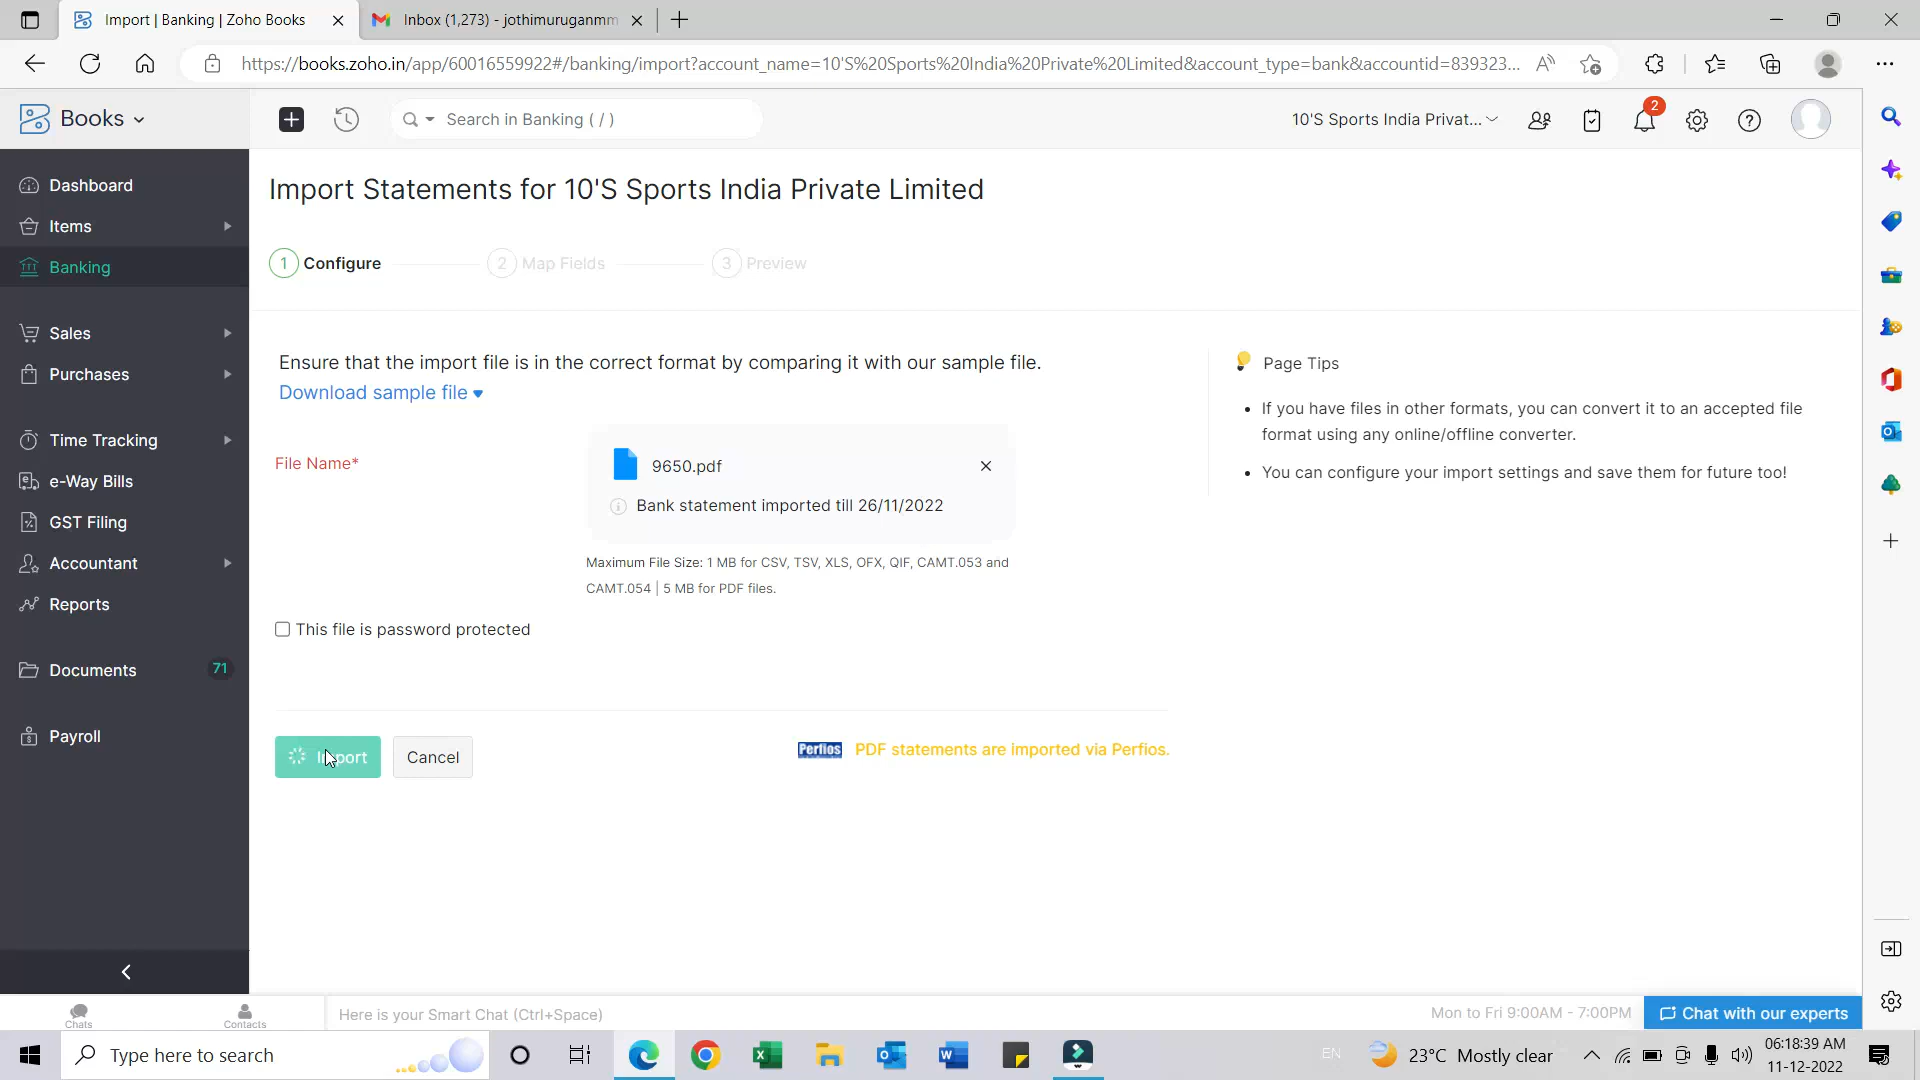 Import | Banking | Zoho Books
Inbox (1,273) - jothimuruganmm
https://books.zoho.in/app/60016559922#/banking/import?account_name=10'S%20Sports%20India%20Private%20Limited&account_type=bank&accountid=839323...
Books
Search in Banking ( / )
10'S Sports India Privat...
2
Dashboard
Items
Banking
Sales
Purchases
Time Tracking
e-Way Bills
GST Filing
Accountant
Reports
Documents 71
Payroll
Import Statements for 10'S Sports India Private Limited
1 Configure
2 Map Fields
3 Preview
Ensure that the import file is in the correct format by comparing it with our sample file.
Download sample file
File Name*
9650.pdf
Bank statement imported till 26/11/2022
Maximum File Size: 1 MB for CSV, TSV, XLS, OFX, QIF, CAMT.053 and
CAMT.054 | 5 MB for PDF files.
This file is password protected
Import
Cancel
Perfios
PDF statements are imported via Perfios.
Page Tips
• If you have files in other formats, you can convert it to an accepted file
format using any online/offline converter.
• You can configure your import settings and save them for future too!
Chats
Contacts
Here is your Smart Chat (Ctrl+Space)
Mon to Fri 9:00AM - 7:00PM
Chat with our experts
Type here to search
EN
23°C Mostly clear
06:18:39 AM
11-12-2022